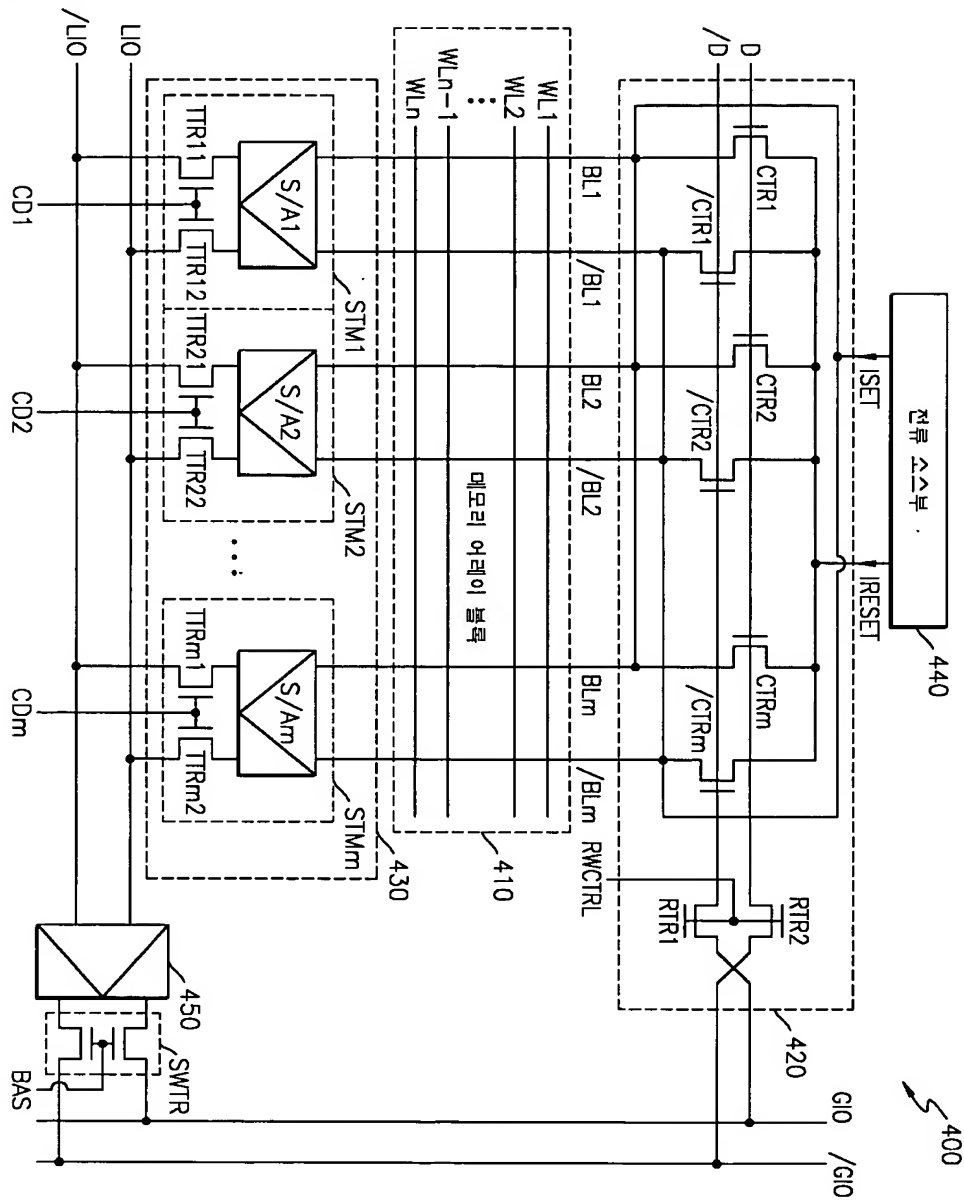 400
GIO
/GIO
전류 소스부
440
ISET
IRESET
D
/D
CTR1
/CTR1
CTR2
/CTR2
CTRm
/CTRm
RTR2
RTR1
420
RWCTRL
BL1
/BL1
BL2
/BL2
BLm
/BLm
WL1
WL2
⋮
WLn-1
WLn
메모리 어레이 블록
410
S/A1
S/A2
S/Am
STM1
STM2
...
STMm
430
TTR11
TTR12
TTR21
TTR22
TTRm1
TTRm2
LIO
/LIO
CD1
CD2
CDm
450
SWTR
BAS